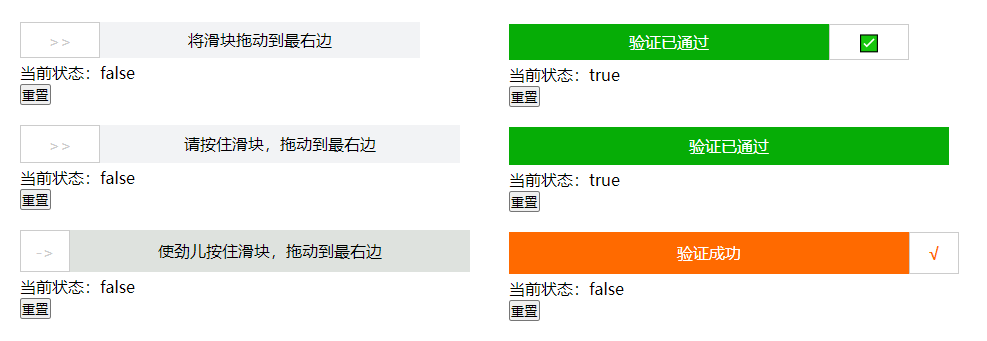 >> 将滑块拖动到最右边
当前状态：false
重置
>> 请按住滑块，拖动到最右边
当前状态：false
重置
-> 使劲儿按住滑块，拖动到最右边
当前状态：false
重置
验证已通过 ✓
当前状态：true
重置
验证已通过
当前状态：true
重置
验证成功 √
当前状态：false
重置